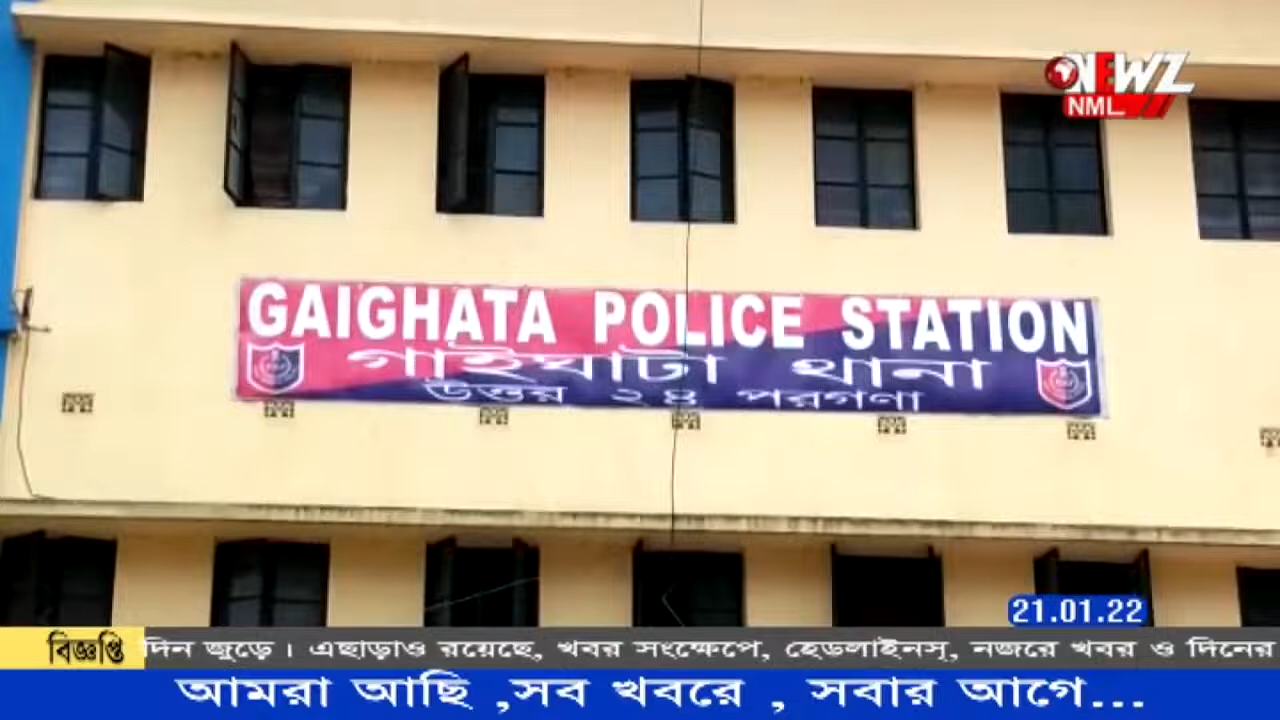 NEWZ
NML
GAIGHATA POLICE STATION
গাইঘাটা থানা
উত্তর ২৪ পরগণা
21.01.22
বিজ্ঞপ্তি
দিন জুড়ে। এছাড়াও রয়েছে, খবর সংক্ষেপে, হেডলাইনস্, নজরে খবর ও দিনের
আমরা আছি ,সব খবরে , সবার আগে...